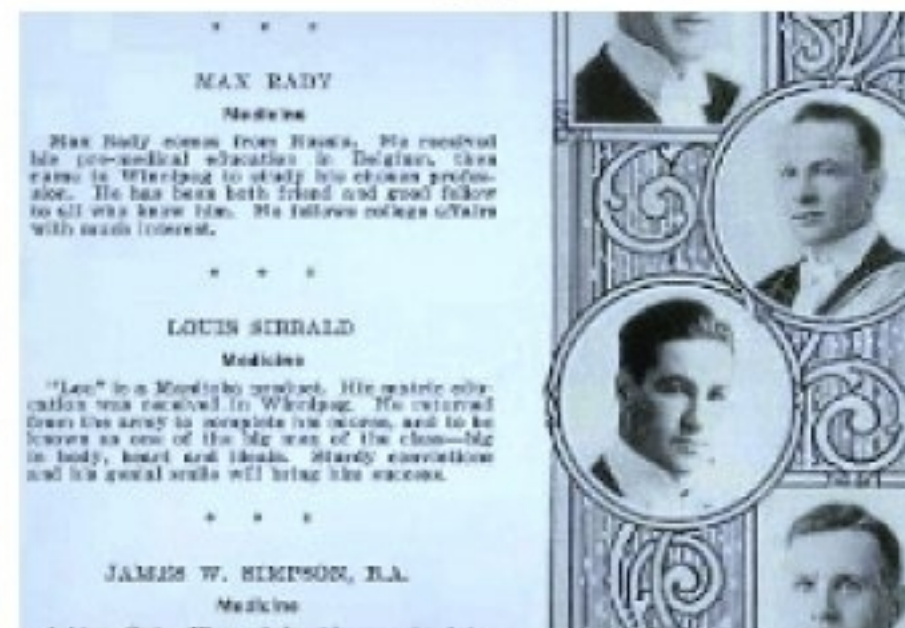 MAX RADY
Medicine
Max Rady comes from Russia. He received
his pre-medical education in Belgium, then
came to Winnipeg to study his chosen profes-
sion. He has been both friend and good fellow
to all who know him. He follows college affairs
with much interest.
LOUIS SIRBALD
Medicine
"Lou" is a Manitoba product. His matric edu-
cation was received in Winnipeg. He returned
from the army to complete his course, and to be
known as one of the big men of the class—big
in body, heart and ideals. Sturdy convictions
and his genial smile will bring him success.
JAMES W. SIMPSON, B.A.
Medicine